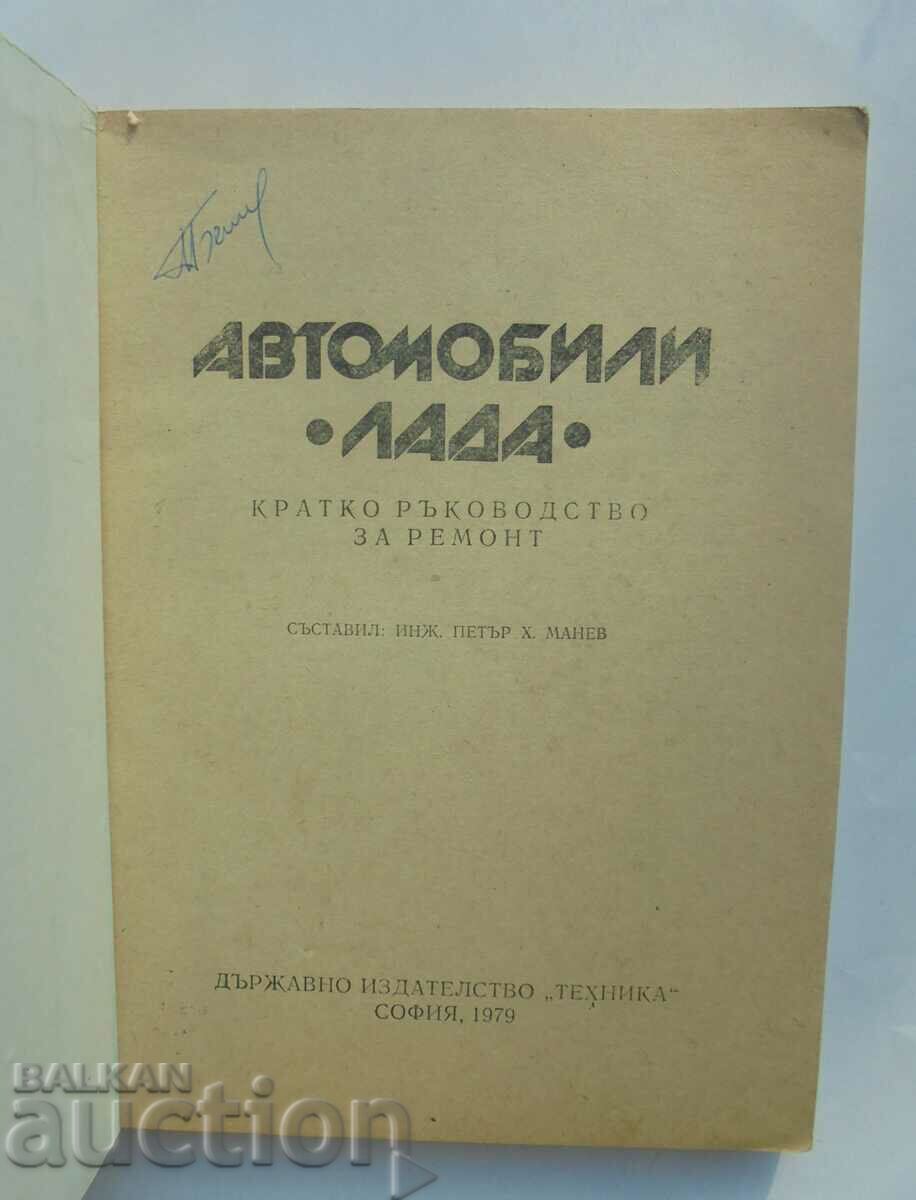 АВТОМОБИЛИ
•ЛАДА•
КРАТКО РЪКОВОДСТВО
ЗА РЕМОНТ
СЪСТАВИЛ: ИНЖ. ПЕТЪР Х. МАНЕВ
ДЪРЖАВНО ИЗДАТЕЛСТВО „ТЕХНИКА“
СОФИЯ, 1979
BALKAN
auction